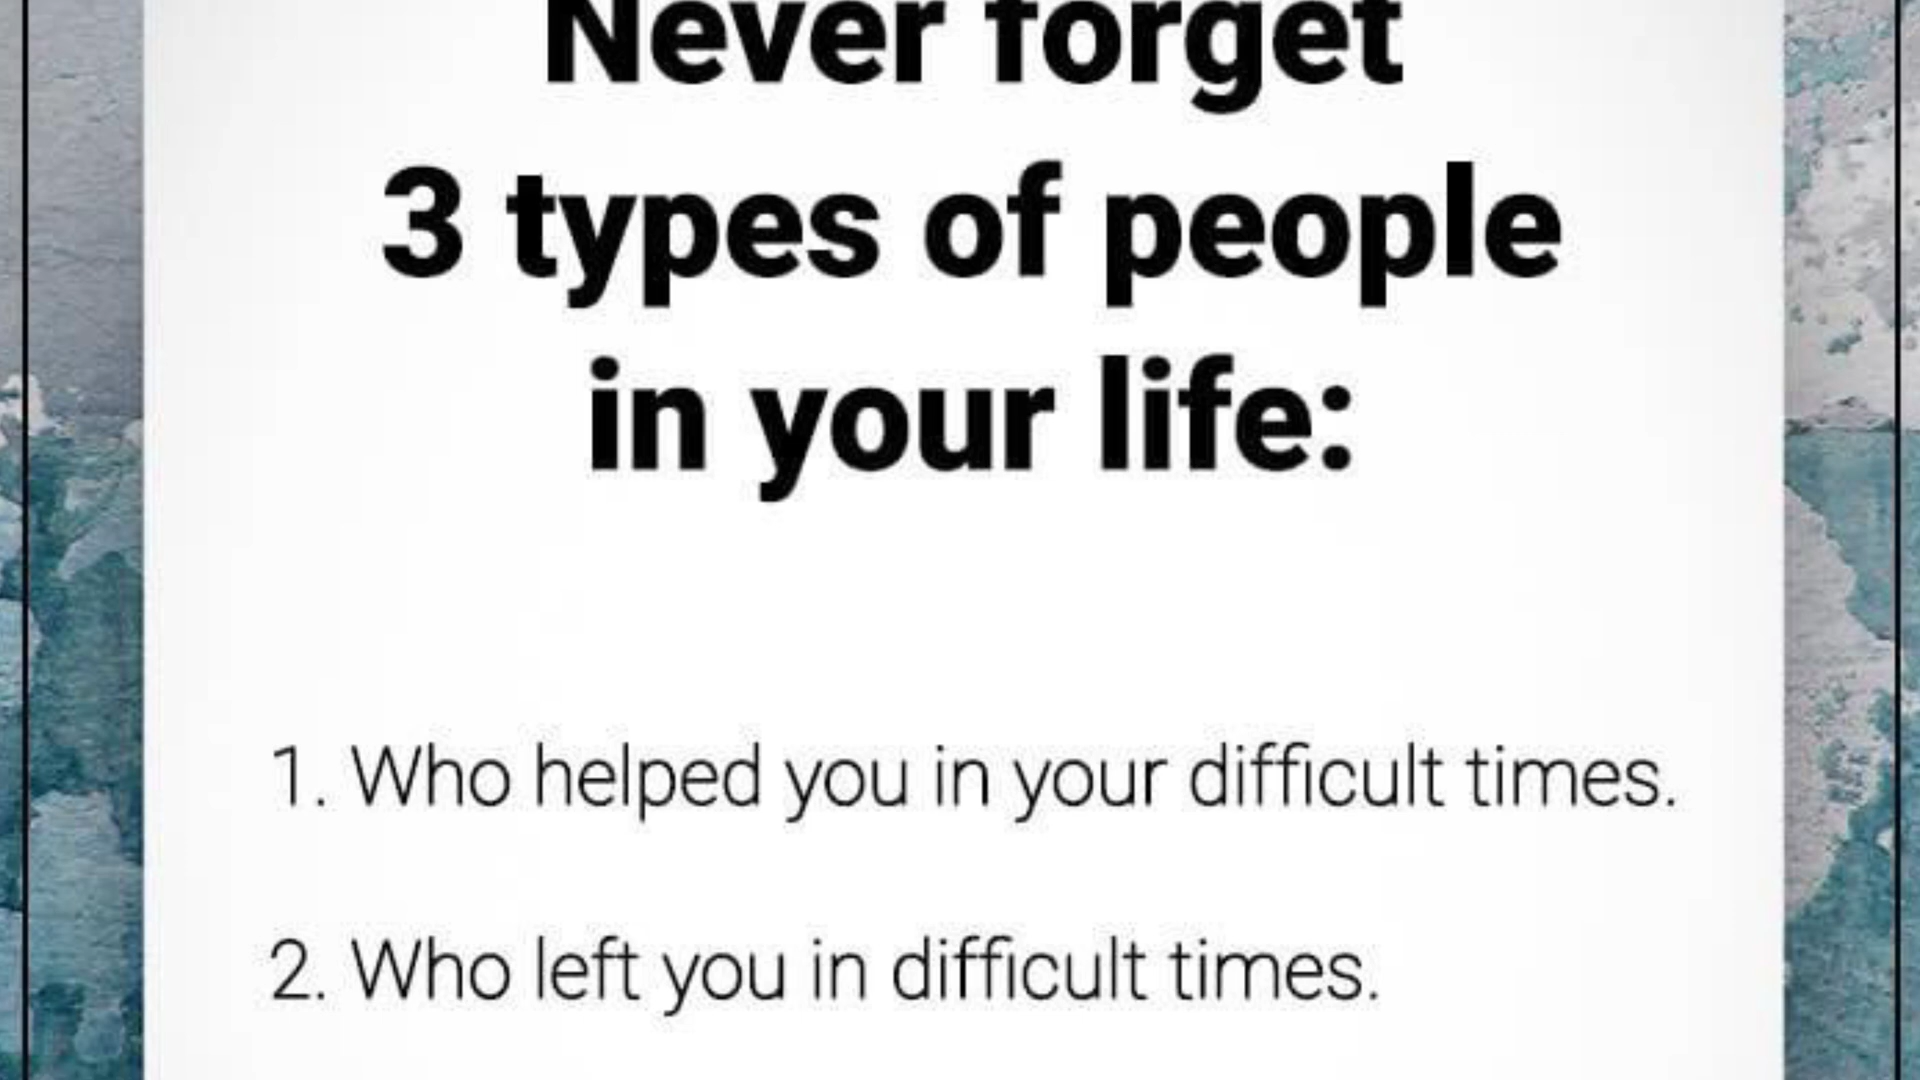 Never forget
3 types of people
in your life:
1. Who helped you in your difficult times.
2. Who left you in difficult times.